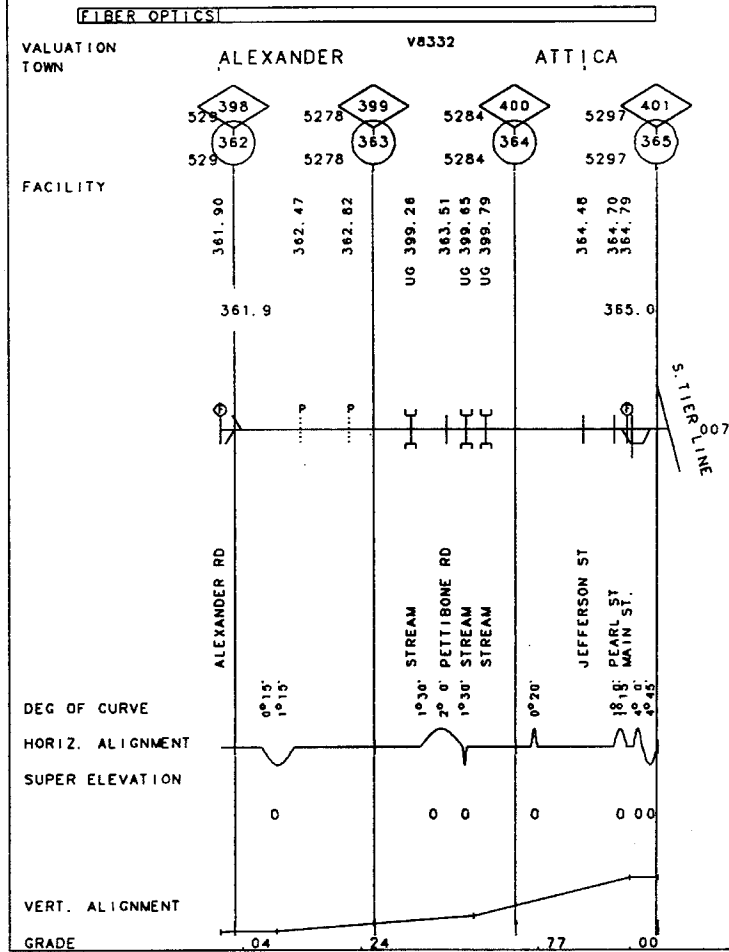 FIBER OPTICS
VALUATION V8332
TOWN ALEXANDER ATTICA
398 399 400 401
529 5278 5284 5297
362 363 364 365
529 5278 5284 5297
FACILITY
361.90 362.47 362.82 UG 399.26 363.51 UG 399.65 UG 399.79 364.48 364.70 364.79
361.9 365.0
F P P F
S. TIER LINE
007
ALEXANDER RD STREAM PETTIBONE RD STREAM STREAM JEFFERSON ST PEARL ST MAIN ST.
DEG OF CURVE 0°15' 1°15' 1°30' 2° 0' 1°30' 0°20' 4° 0' 4°45'
HORIZ. ALIGNMENT
SUPER ELEVATION
0 0 0 0 0 0 0
VERT. ALIGNMENT
GRADE .04 .24 .77 .00